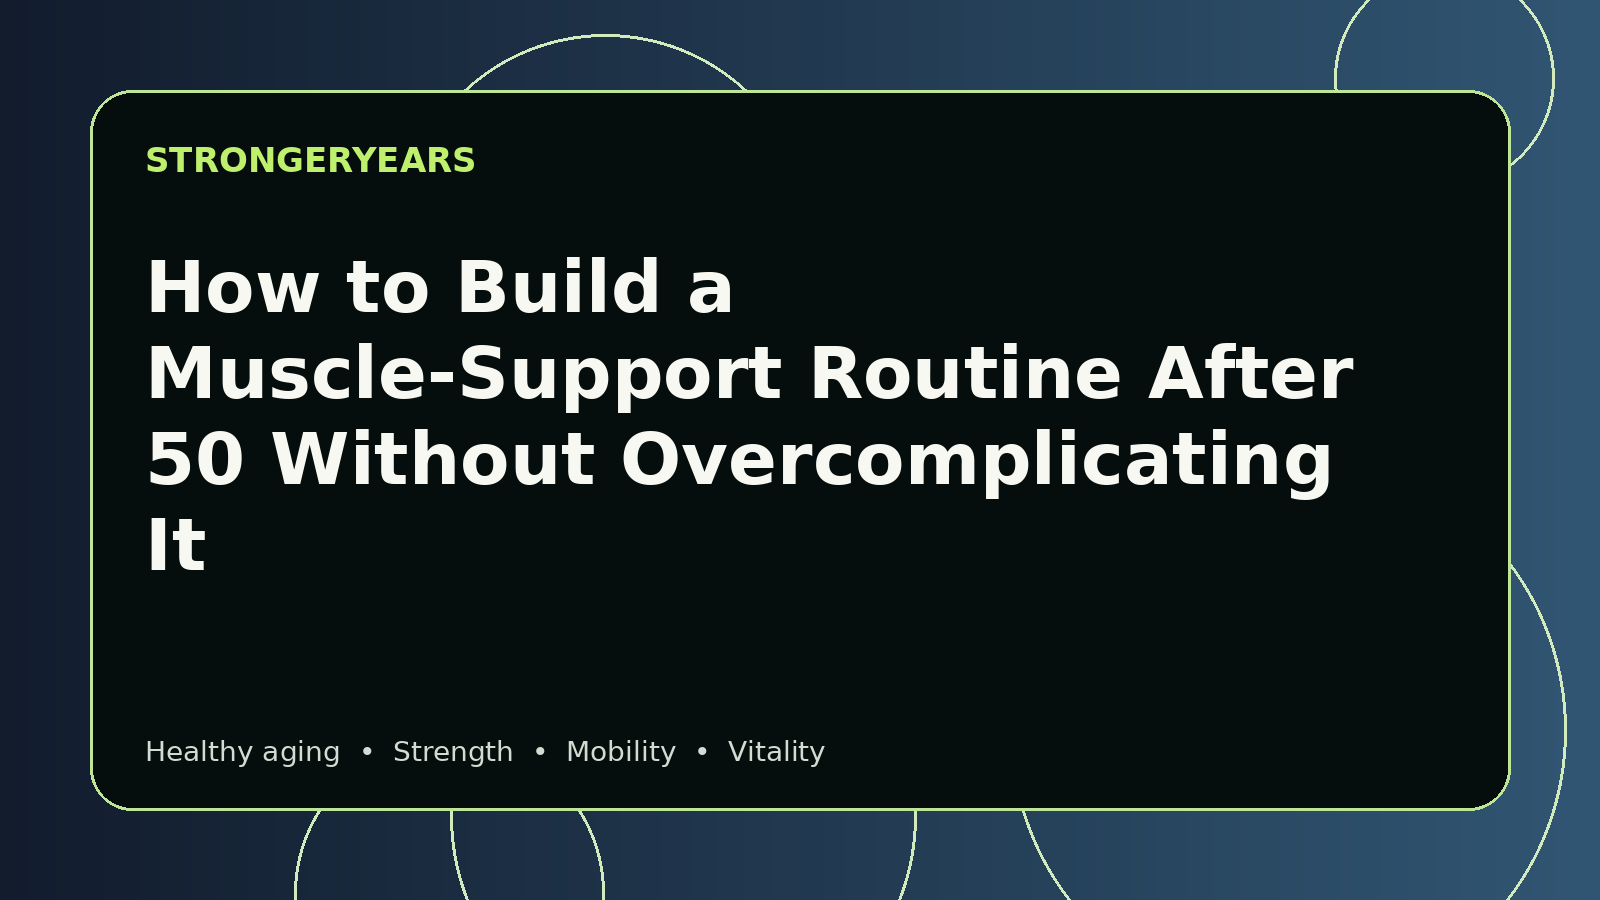 STRONGERYEARS
How to Build a
Muscle-Support Routine After
50 Without Overcomplicating
It
Healthy aging • Strength • Mobility • Vitality